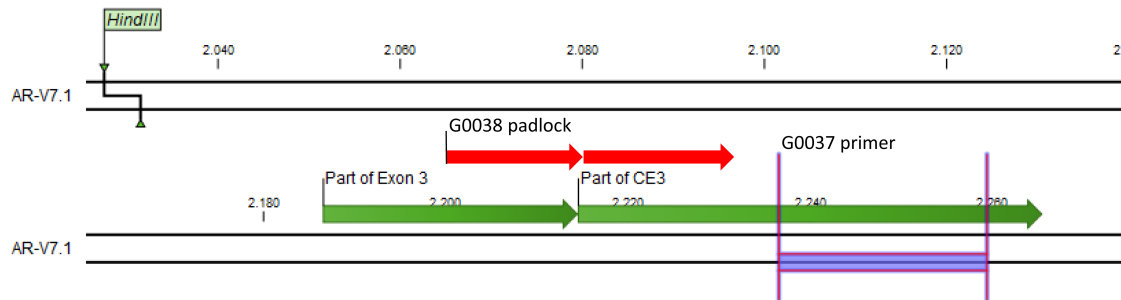 HindIII
2.040
2.060
2.080
2.100
2.120
AR-V7.1
G0038 padlock
G0037 primer
Part of Exon 3
Part of CE3
2.180
2.200
2.220
2.240
2.260
AR-V7.1